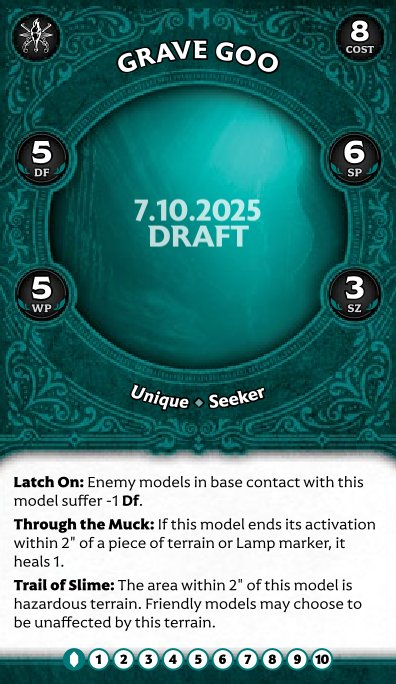 GRAVE GOO
8
COST
5
DF
6
SP
7.10.2025
DRAFT
5
WP
3
SZ
Unique ⬥ Seeker
Latch On: Enemy models in base contact with this
model suffer -1 Df.
Through the Muck: If this model ends its activation
within 2" of a piece of terrain or Lamp marker, it
heals 1.
Trail of Slime: The area within 2" of this model is
hazardous terrain. Friendly models may choose to
be unaffected by this terrain.
1 2 3 4 5 6 7 8 9 10